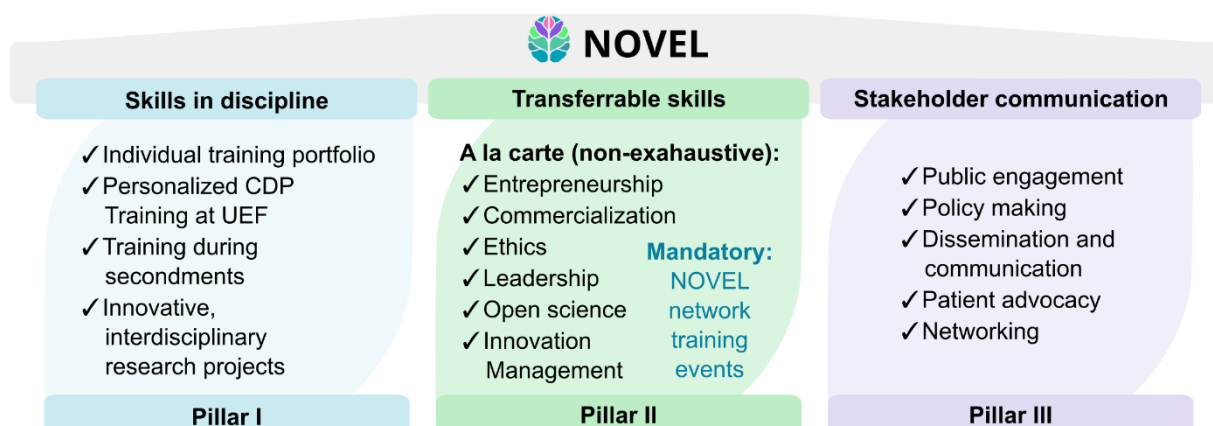 NOVEL
Skills in discipline
✓Individual training portfolio
✓Personalized CDP
Training at UEF
✓Training during
secondments
✓Innovative,
interdisciplinary
research projects
Pillar I
Transferrable skills
A la carte (non-exahaustive):
✓Entrepreneurship
✓Commercialization
✓Ethics
✓Leadership
✓Open science
✓Innovation
Management
Mandatory:
NOVEL
network
training
events
Pillar II
Stakeholder communication
✓Public engagement
✓Policy making
✓Dissemination and
communication
✓Patient advocacy
✓Networking
Pillar III